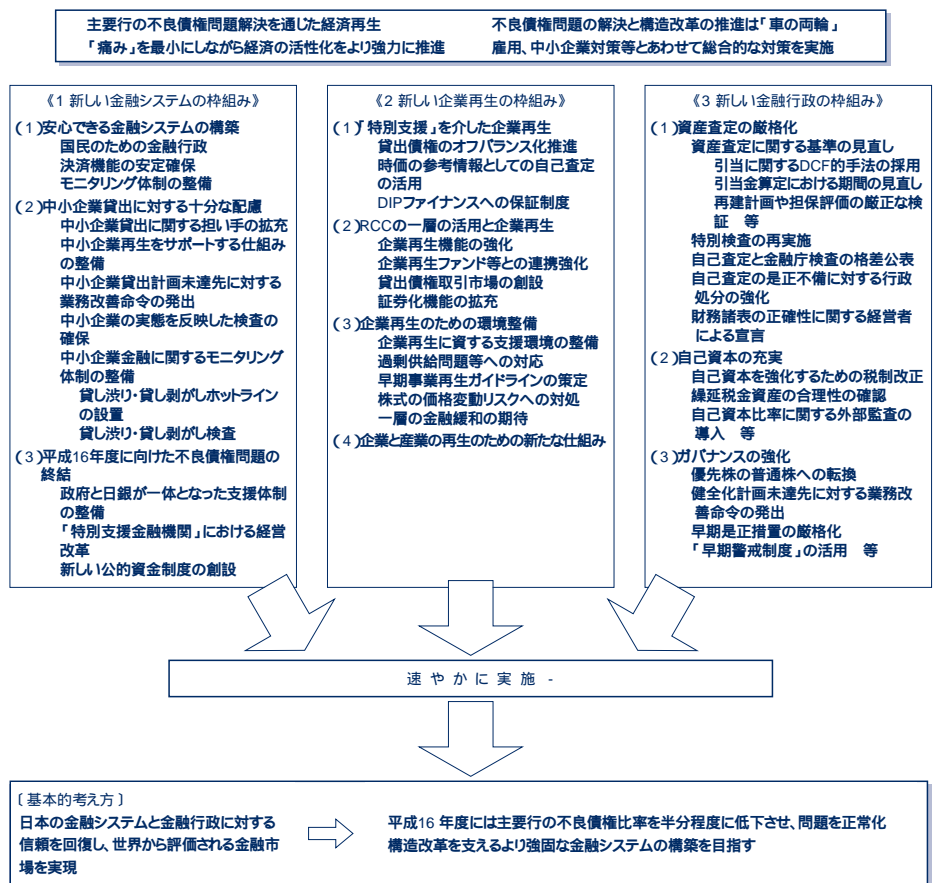 主要行の不良債権問題解決を通じた経済再生
「痛み」を最小にしながら経済の活性化をより強力に推進
不良債権問題の解決と構造改革の推進は「車の両輪」
雇用、中小企業対策等とあわせて総合的な対策を実施
《1 新しい金融システムの枠組み》
(1)安心できる金融システムの構築
国民のための金融行政
決済機能の安定確保
モニタリング体制の整備
(2)中小企業貸出に対する十分な配慮
中小企業貸出に関する担い手の拡充
中小企業再生をサポートする仕組み
の整備
中小企業貸出計画未達先に対する
業務改善命令の発出
中小企業の実態を反映した検査の
確保
中小企業金融に関するモニタリング
体制の整備
貸し渋り・貸し剥がしホットライン
の設置
貸し渋り・貸し剥がし検査
(3)平成16年度に向けた不良債権問題の
終結
政府と日銀が一体となった支援体制
の整備
「特別支援金融機関」における経営
改革
新しい公的資金制度の創設
《2 新しい企業再生の枠組み》
(1)「特別支援」を介した企業再生
貸出債権のオフバランス化推進
時価の参考情報としての自己査定
の活用
DIPファイナンスへの保証制度
(2)RCCの一層の活用と企業再生
企業再生機能の強化
企業再生ファンド等との連携強化
貸出債権取引市場の創設
証券化機能の拡充
(3)企業再生のための環境整備
企業再生に資する支援環境の整備
過剰供給問題等への対応
早期事業再生ガイドラインの策定
株式の価格変動リスクへの対処
一層の金融緩和の期待
(4)企業と産業の再生のための新たな仕組み
《3 新しい金融行政の枠組み》
(1)資産査定の厳格化
資産査定に関する基準の見直し
引当に関するDCF的手法の採用
引当金算定における期間の見直し
再建計画や担保評価の厳正な検
証 等
特別検査の再実施
自己査定と金融庁検査の格差公表
自己査定の是正不備に対する行政
処分の強化
財務諸表の正確性に関する経営者
による宣言
(2)自己資本の充実
自己資本を強化するための税制改正
繰延税金資産の合理性の確認
自己資本比率に関する外部監査の
導入 等
(3)ガバナンスの強化
優先株の普通株への転換
健全化計画未達先に対する業務改
善命令の発出
早期是正措置の厳格化
「早期警戒制度」の活用 等
速 や か に 実 施 -
〔基本的考え方〕
日本の金融システムと金融行政に対する
信頼を回復し、世界から評価される金融市
場を実現
平成16 年度には主要行の不良債権比率を半分程度に低下させ、問題を正常化
構造改革を支えるより強固な金融システムの構築を目指す